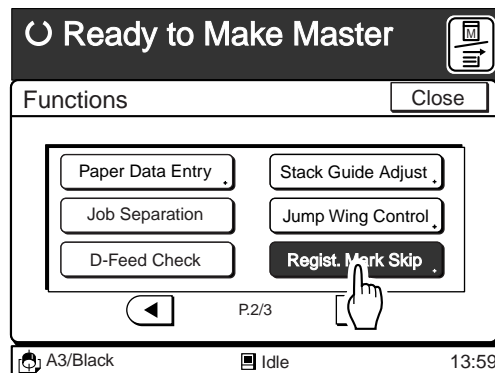 Ready to Make Master
M
Functions
Close
Paper Data Entry
Stack Guide Adjust
Job Separation
Jump Wing Control
D-Feed Check
Regist. Mark Skip
P.2/3
A3/Black
Idle
13:59